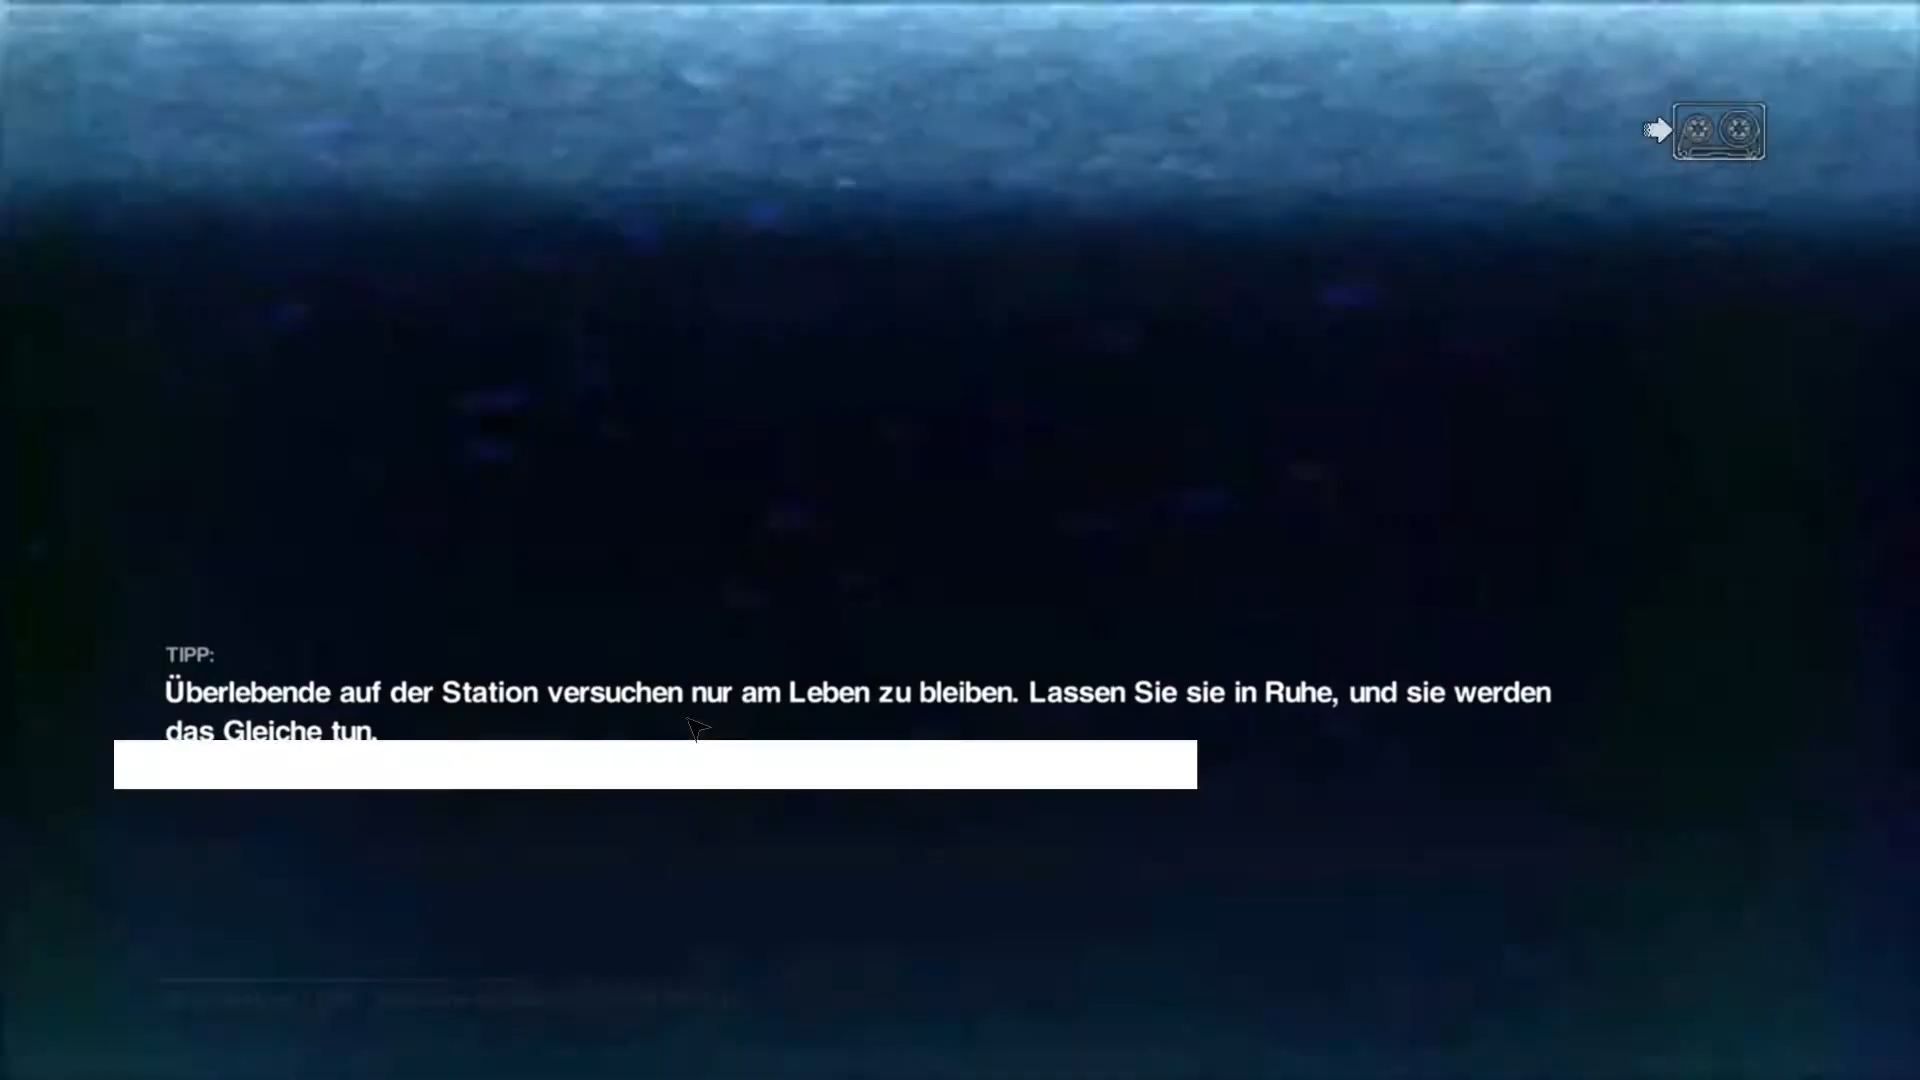 TIPP:
Überlebende auf der Station versuchen nur am Leben zu bleiben. Lassen Sie sie in Ruhe, und sie werden
das Gleiche tun.